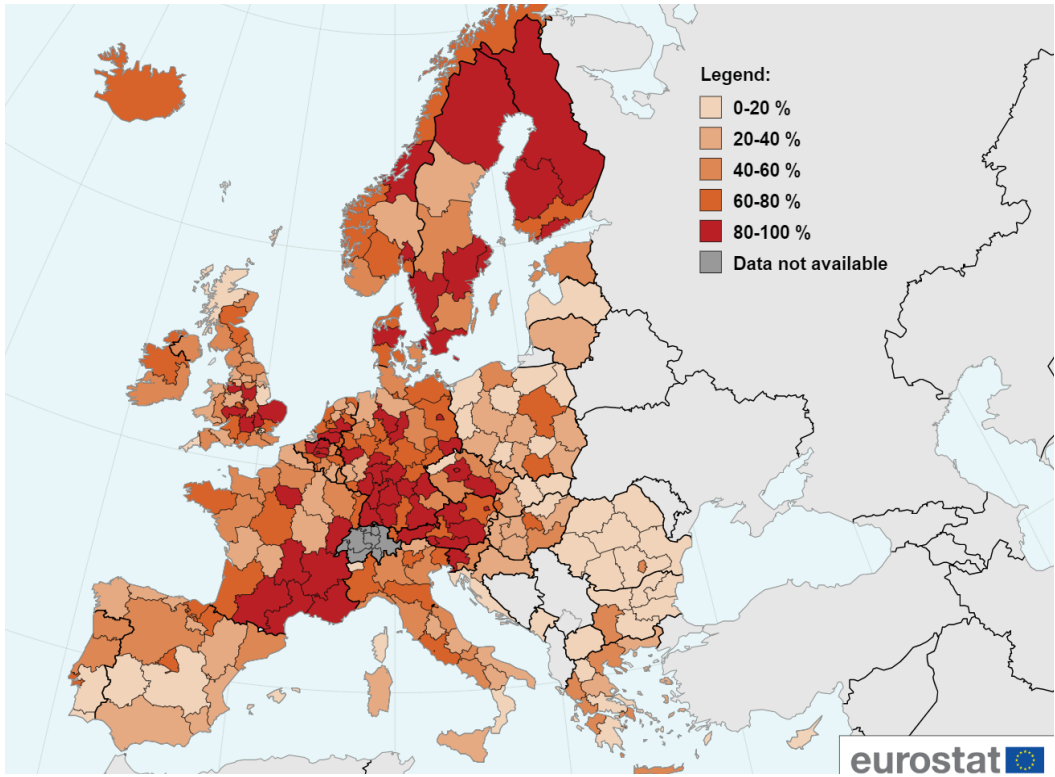 Legend:
0-20 %
20-40 %
40-60 %
60-80 %
80-100 %
Data not available
eurostat